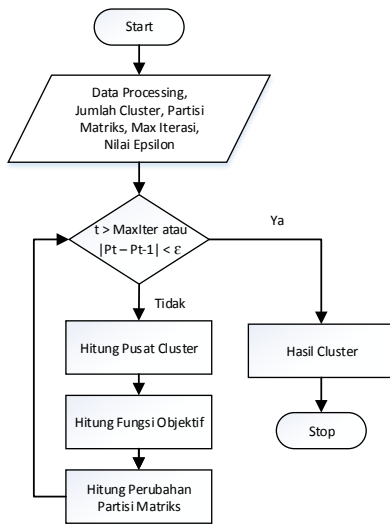 Start
Data Processing,
Jumlah Cluster, Partisi
Matriks, Max Iterasi,
Nilai Epsilon
t > MaxIter atau
|Pt – Pt-1| < ε
Ya
Tidak
Hitung Pusat Cluster
Hasil Cluster
Hitung Fungsi Objektif
Stop
Hitung Perubahan
Partisi Matriks